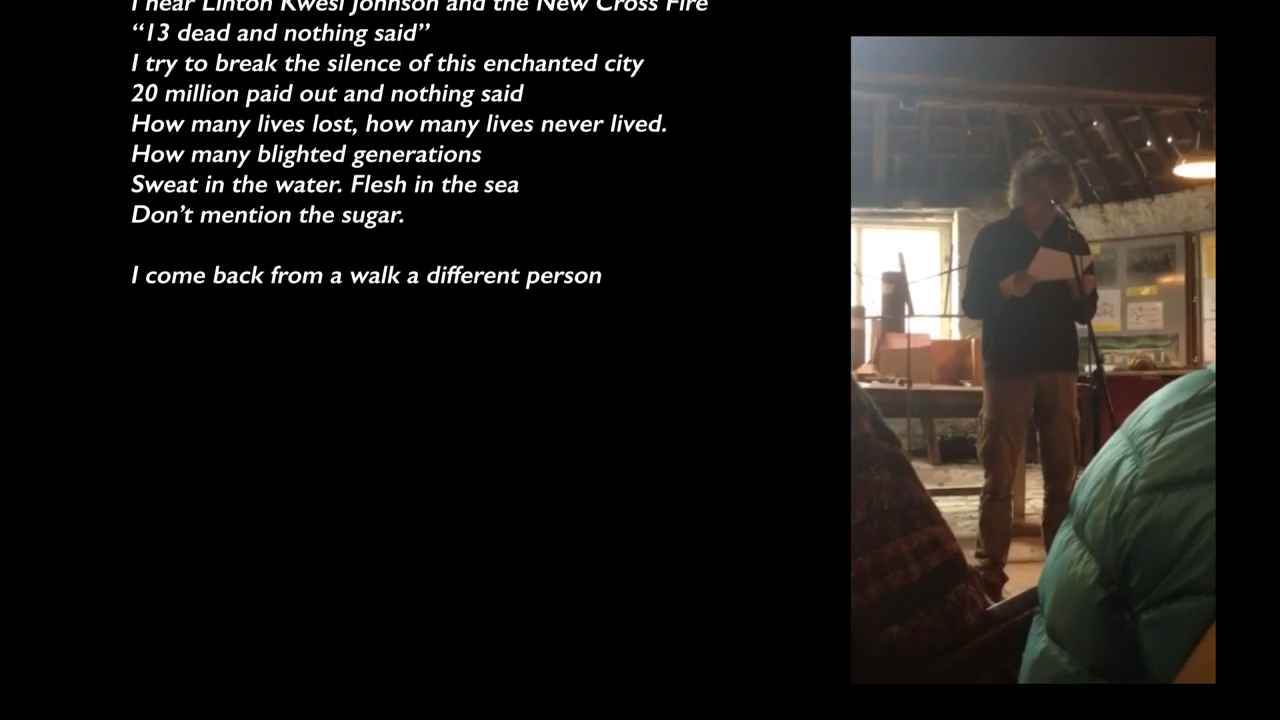 I hear Linton Kwesi Johnson and the New Cross Fire
“13 dead and nothing said”
I try to break the silence of this enchanted city
20 million paid out and nothing said
How many lives lost, how many lives never lived.
How many blighted generations
Sweat in the water. Flesh in the sea
Don’t mention the sugar.
I come back from a walk a different person